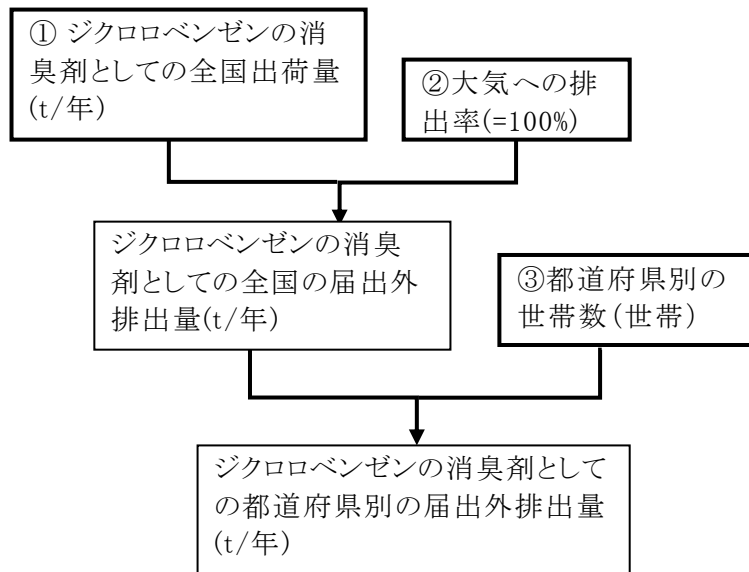 ① ジクロロベンゼンの消
臭剤としての全国出荷量
(t/年)
②大気への排
出率(=100%)
ジクロロベンゼンの消臭
剤としての全国の届出外
排出量(t/年)
③都道府県別の
世帯数(世帯)
ジクロロベンゼンの消臭剤として
の都道府県別の届出外排出量
(t/年)